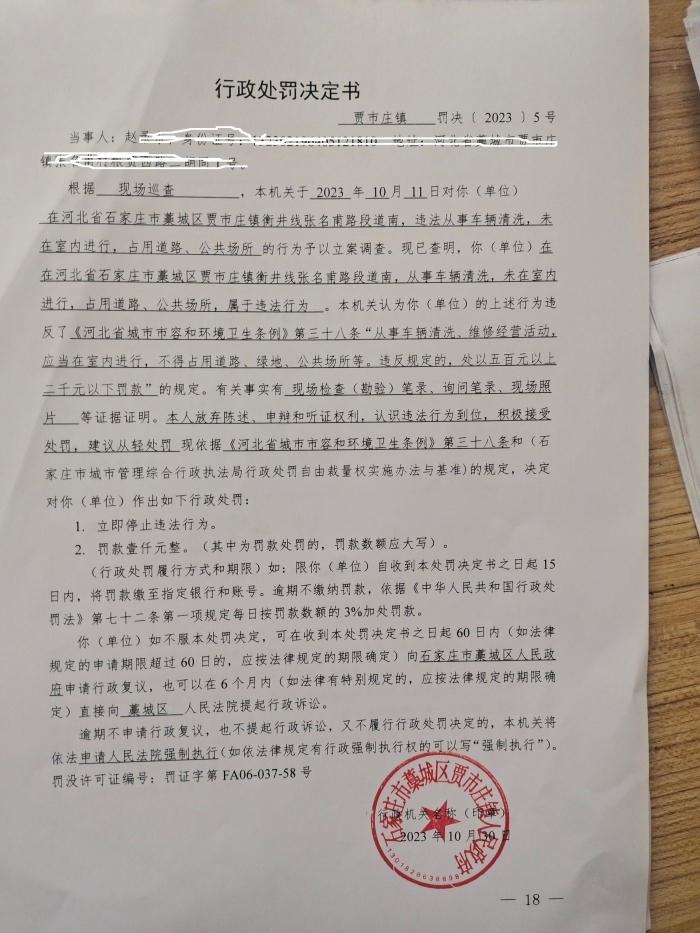 行政处罚决定书
贾市庄镇 罚决〔 2023 〕5 号
当事人：赵
根据 现场巡查 ，本机关于 2023 年 10 月 11 日对你（单位）
在河北省石家庄市藁城区贾市庄镇衡井线张名甫路段道南，违法从事车辆清洗，未
在室内进行，占用道路、公共场所 的行为予以立案调查。现已查明，你（单位）在
在河北省石家庄市藁城区贾市庄镇衡井线张名甫路段道南，从事车辆清洗，未在室内
进行，占用道路、公共场所，属于违法行为 。本机关认为你（单位）的上述行为违
反了《河北省城市市容和环境卫生条例》第三十八条“从事车辆清洗、维修经营活动，
应当在室内进行，不得占用道路、绿地、公共场所等。违反规定的，处以五百元以上
二千元以下罚款”的规定。有关事实有 现场检查（勘验）笔录、询问笔录、现场照
片 等证据证明。本人放弃陈述、申辩和听证权利，认识违法行为到位，积极接受
处罚，建议从轻处罚 现依据《河北省城市市容和环境卫生条例》第三十八条和（石
家庄市城市管理综合行政执法局行政处罚自由裁量权实施办法与基准)的规定，决定
对你（单位）作出如下行政处罚：
1. 立即停止违法行为。
2. 罚款壹仟元整。（其中为罚款处罚的，罚款数额应大写）。
（行政处罚履行方式和期限）如：限你（单位）自收到本处罚决定书之日起 15
日内，将罚款缴至指定银行和账号。逾期不缴纳罚款，依据《中华人民共和国行政处
罚法》第七十二条第一项规定每日按罚款数额的 3%加处罚款。
你（单位）如不服本处罚决定，可在收到本处罚决定书之日起 60 日内（如法律
规定的申请期限超过 60 日的，应按法律规定的期限确定）向石家庄市藁城区人民政
府申请行政复议，也可以在 6 个月内（如法律有特别规定的，应按法律规定的期限确
定）直接向 藁城区 人民法院提起行政诉讼。
逾期不申请行政复议，也不提起行政诉讼，又不履行行政处罚决定的，本机关将
依法申请人民法院强制执行(如依法律规定有行政强制执行权的可以写“强制执行”）。
罚没许可证编号：罚证字第 FA06-037-58 号
行政机关名称（印章）
2023 年 10 月 30 日
石家庄市藁城区贾市庄镇人民政府
— 18 —